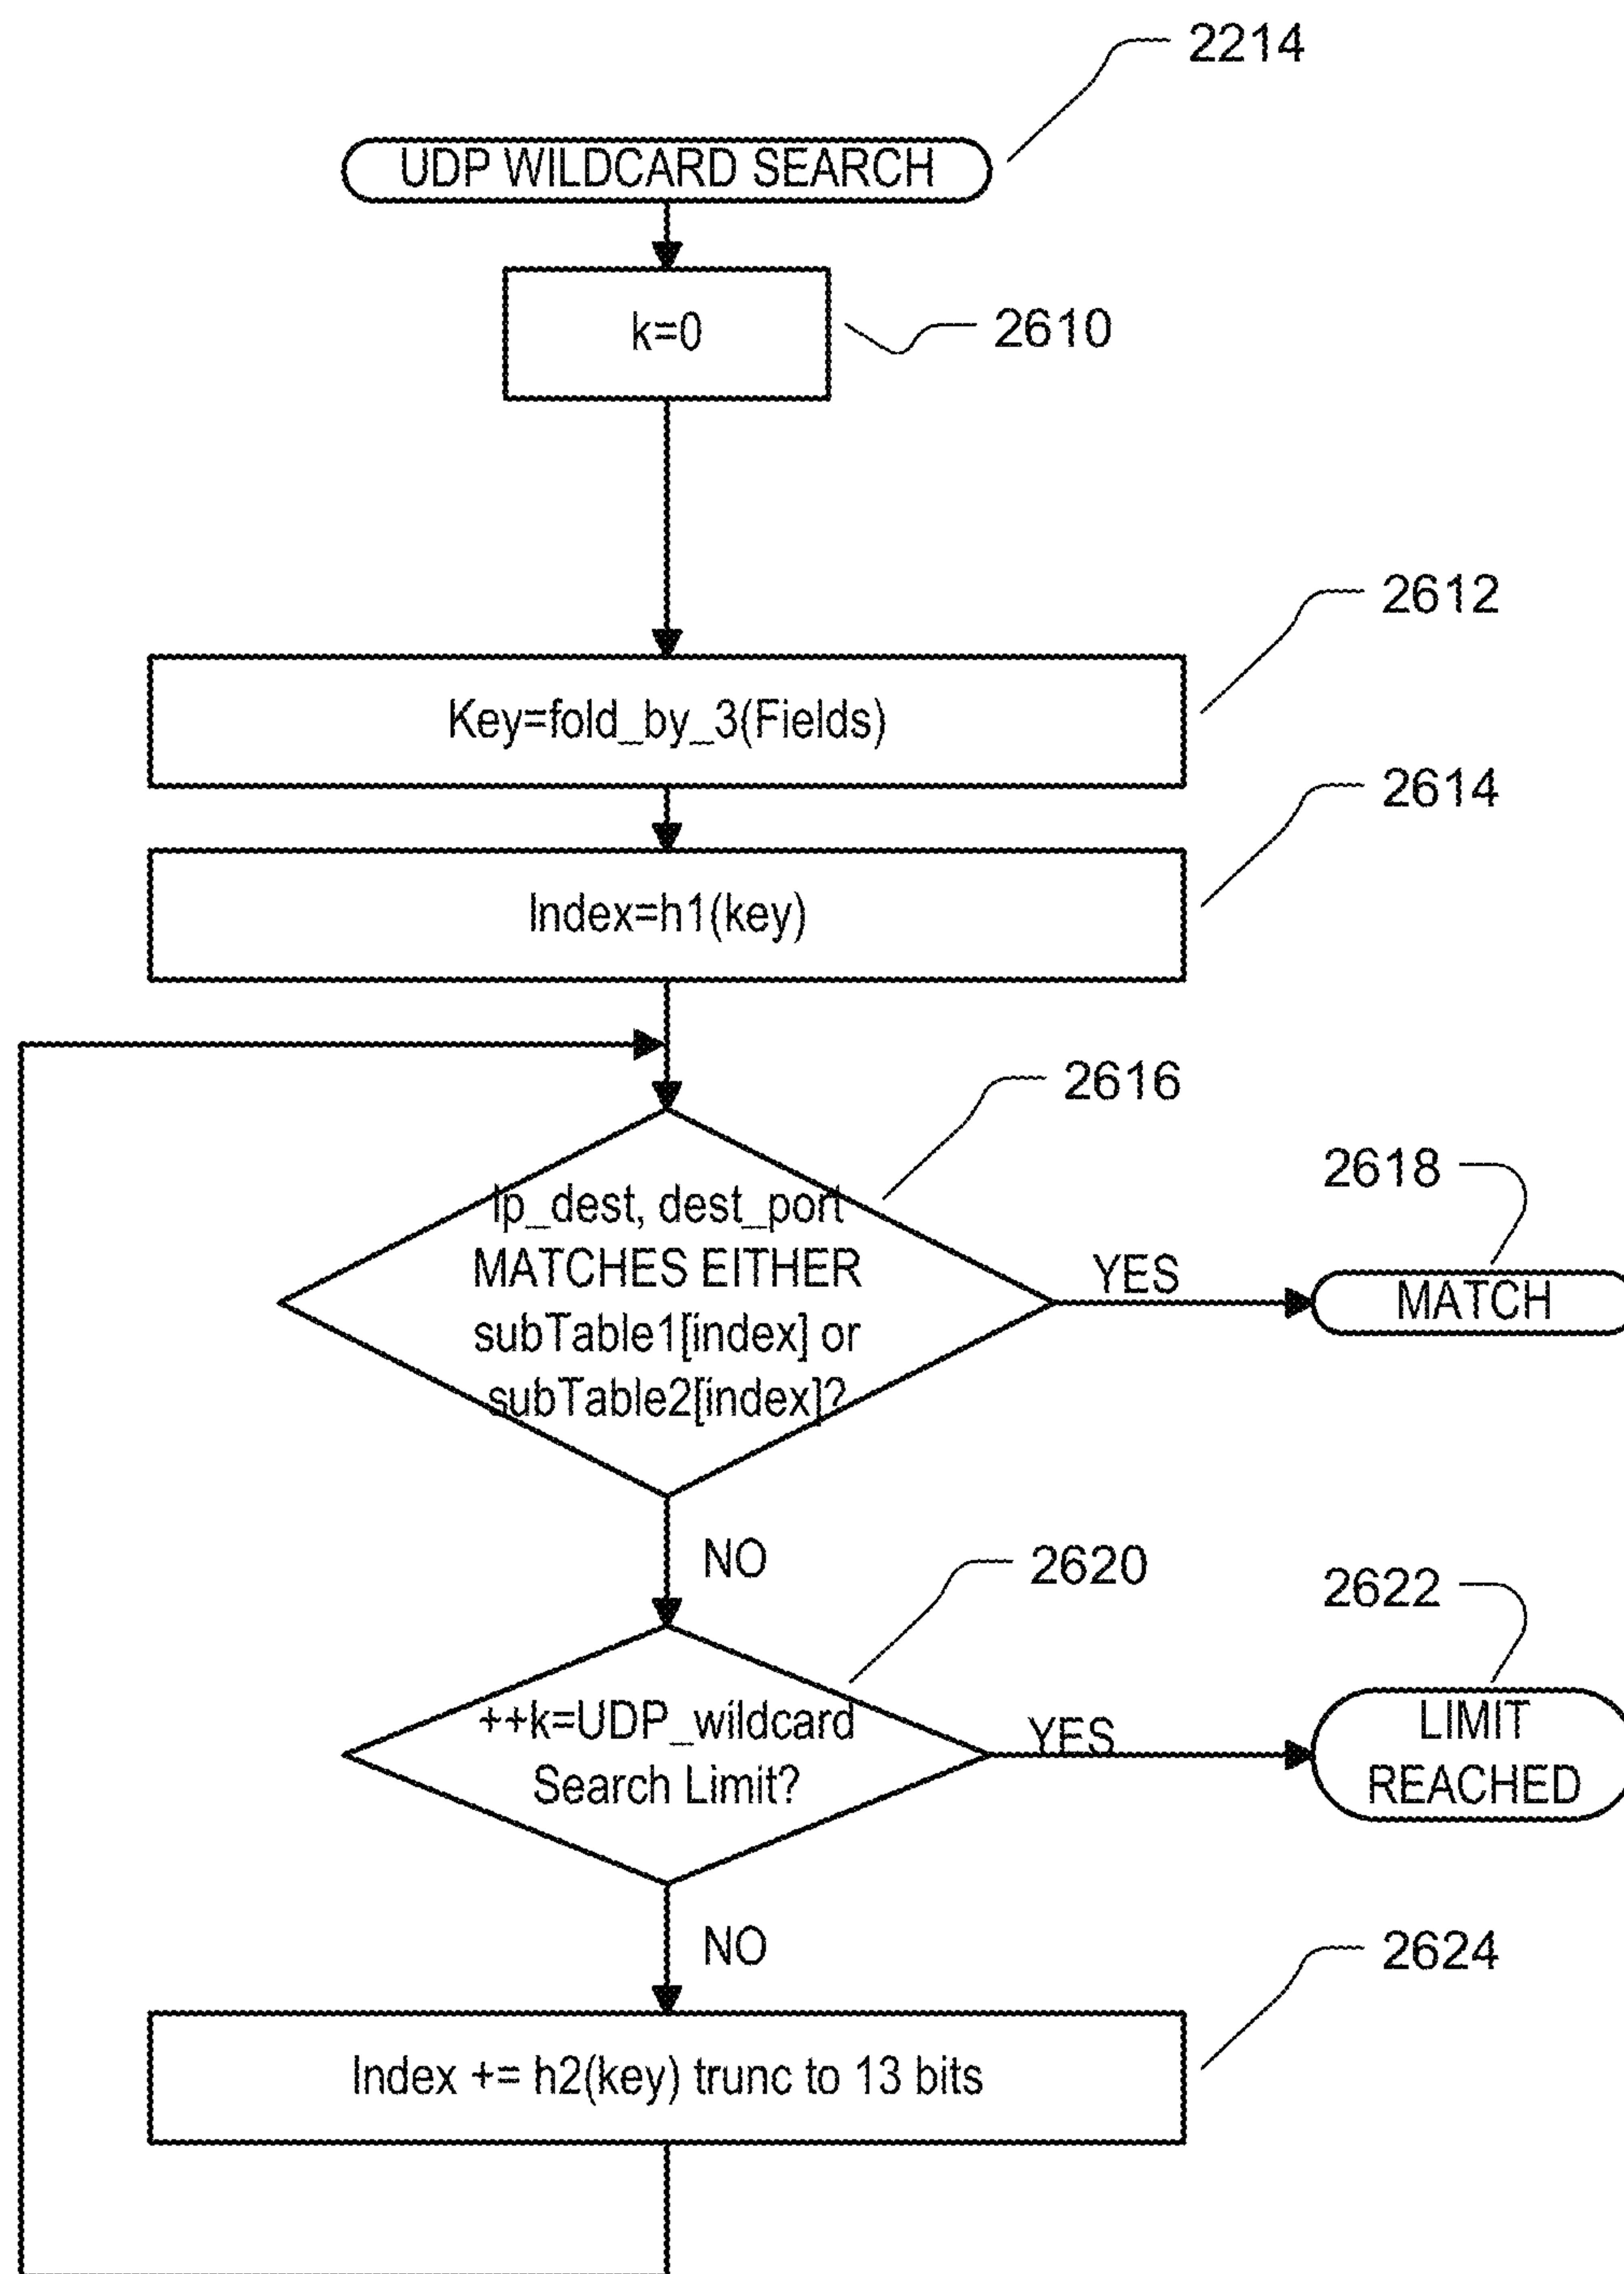 2214
UDP WILDCARD SEARCH
k=0
2610
2612
Key=fold_by_3(Fields)
2614
Index=h1(key)
2616
Ip_dest, dest_port
MATCHES EITHER
subTable1[index] or
subTable2[index]?
YES
2618
MATCH
NO
2620
++k=UDP_wildcard
Search Limit?
YES
2622
LIMIT
REACHED
NO
2624
Index += h2(key) trunc to 13 bits